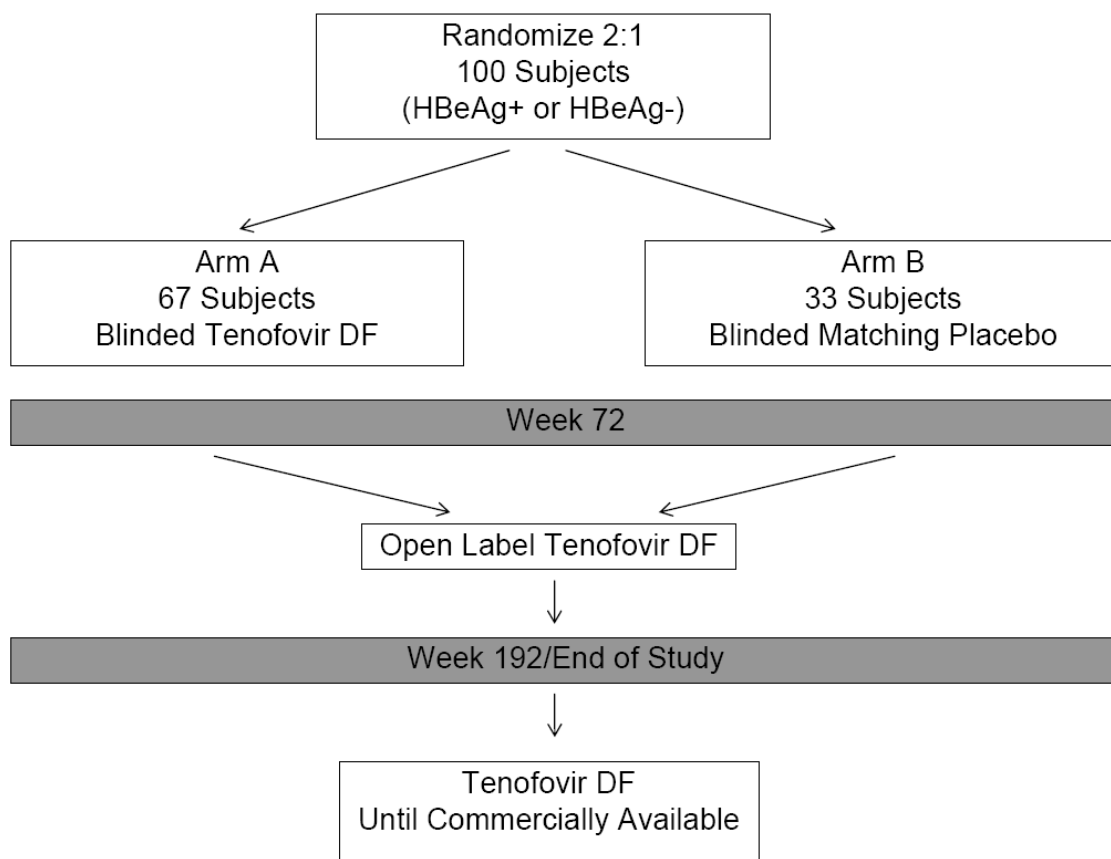 Randomize 2:1
100 Subjects
(HBeAg+ or HBeAg-)
Arm A
67 Subjects
Blinded Tenofovir DF
Arm B
33 Subjects
Blinded Matching Placebo
Week 72
Open Label Tenofovir DF
Week 192/End of Study
Tenofovir DF
Until Commercially Available